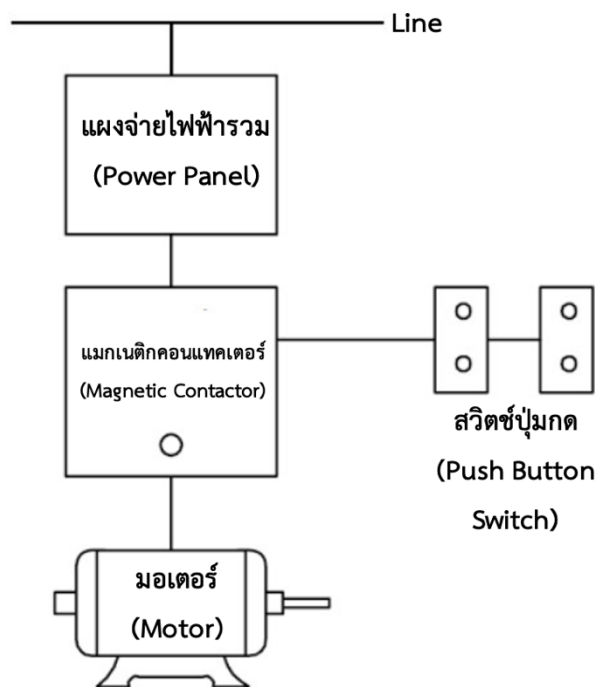 Line
แผงจ่ายไฟฟ้ารวม
(Power Panel)
แมกเนติกคอนแทคเตอร์
(Magnetic Contactor)
สวิตช์ปุ่มกด
(Push Button
Switch)
มอเตอร์
(Motor)